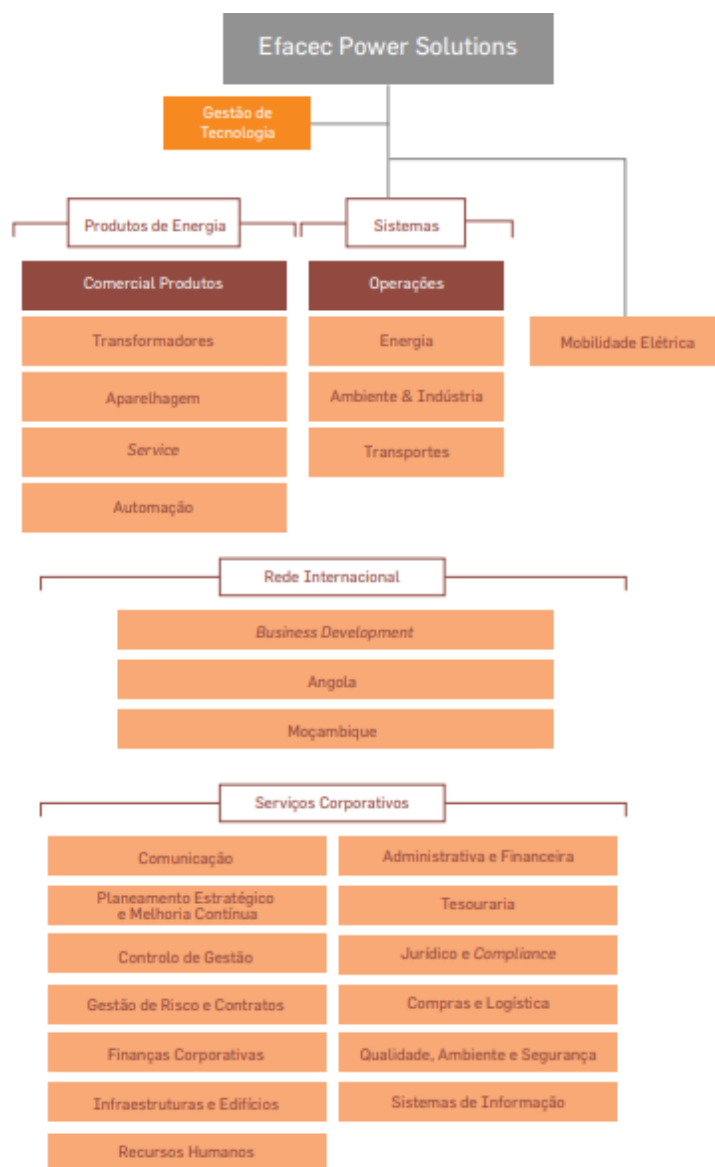 Efacec Power Solutions
Gestão de
Tecnologia
Produtos de Energia
Sistemas
Comercial Produtos
Operações
Transformadores
Energia
Mobilidade Elétrica
Aparelhagem
Ambiente & Indústria
Service
Transportes
Automação
Rede Internacional
Business Development
Angola
Moçambique
Serviços Corporativos
Comunicação
Administrativa e Financeira
Planeamento Estratégico
e Melhoria Contínua
Tesouraria
Controlo de Gestão
Jurídico e Compliance
Gestão de Risco e Contratos
Compras e Logística
Finanças Corporativas
Qualidade, Ambiente e Segurança
Infraestruturas e Edifícios
Sistemas de Informação
Recursos Humanos